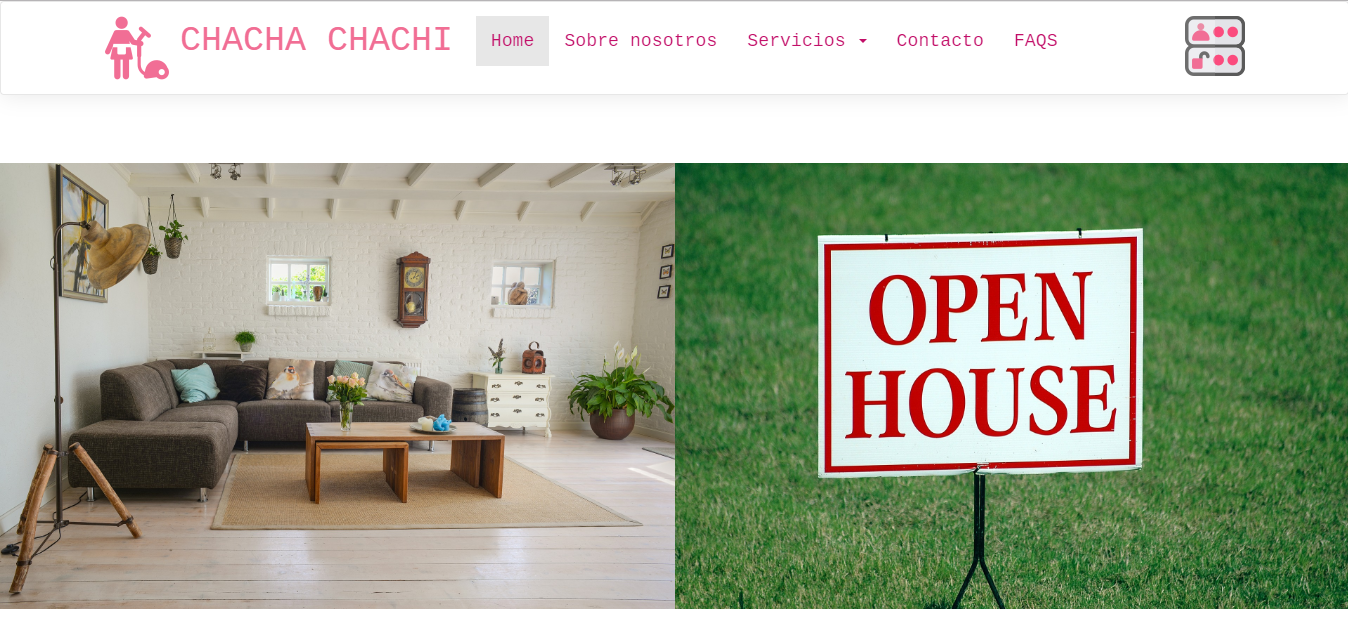 CHACHA CHACHI
Home
Sobre nosotros
Servicios
Contacto
FAQS
OPEN
HOUSE